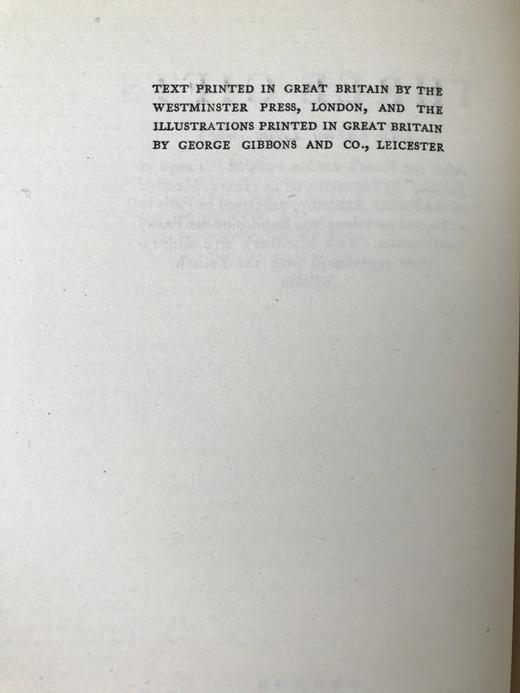 TEXT PRINTED IN GREAT BRITAIN BY THE
WESTMINSTER PRESS, LONDON, AND THE
ILLUSTRATIONS PRINTED IN GREAT BRITAIN
BY GEORGE GIBBONS AND CO., LEICESTER